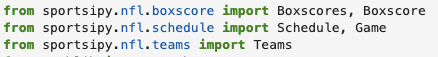 from sportsipy.nfl.boxscore import Boxscores, Boxscore
from sportsipy.nfl.schedule import Schedule, Game
from sportsipy.nfl.teams import Teams